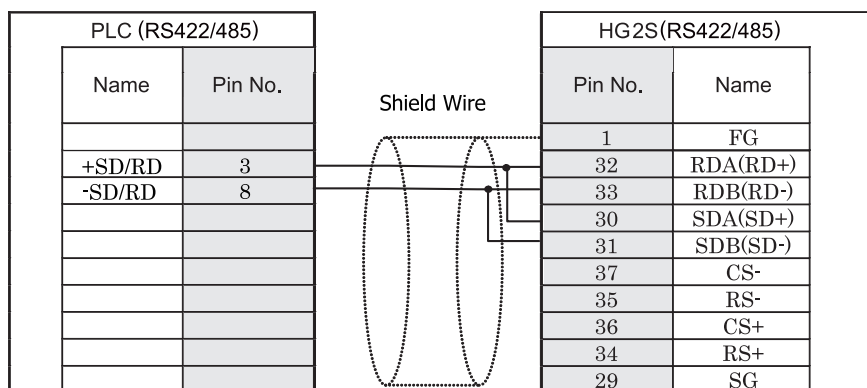 PLC (RS422/485) HG2S(RS422/485)
Name Pin No. Shield Wire Pin No. Name
1 FG
+SD/RD 3 32 RDA(RD+)
-SD/RD 8 33 RDB(RD-)
30 SDA(SD+)
31 SDB(SD-)
37 CS-
35 RS-
36 CS+
34 RS+
29 SG